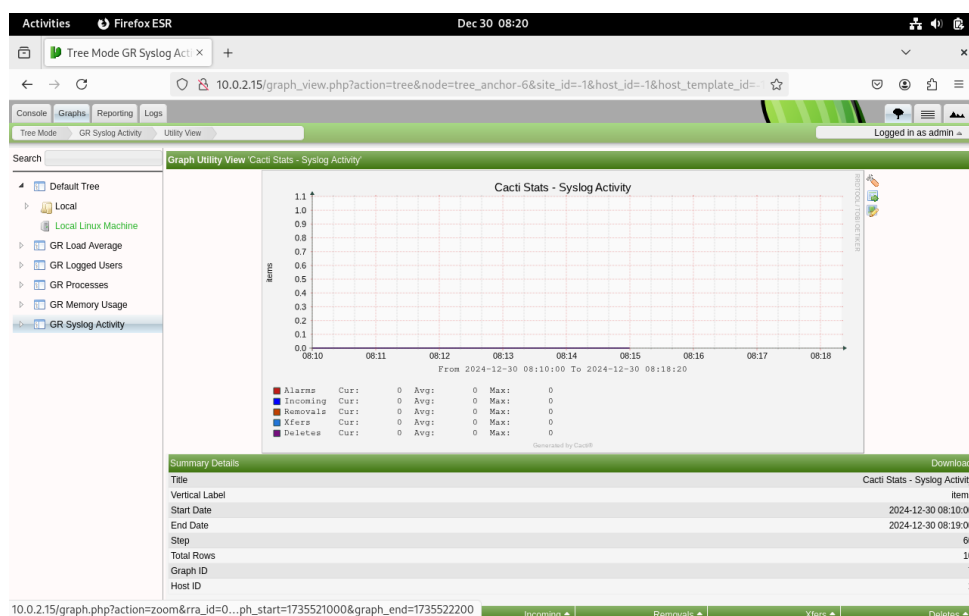 Activities Firefox ESR Dec 30 08:20
Tree Mode GR Syslog Acti × +
10.0.2.15/graph_view.php?action=tree&node=tree_anchor-6&site_id=-1&host_id=-1&host_template_id=-
Console Graphs Reporting Logs
Tree Mode GR Syslog Activity Utility View Logged in as admin
Search
Default Tree
Local
Local Linux Machine
GR Load Average
GR Logged Users
GR Processes
GR Memory Usage
GR Syslog Activity
Graph Utility View 'Cacti Stats - Syslog Activity'
Cacti Stats - Syslog Activity
RRDTOOL / TOBI OETIKER
items
1.1
1.0
0.9
0.8
0.7
0.6
0.5
0.4
0.3
0.2
0.1
0.0
08:10 08:11 08:12 08:13 08:14 08:15 08:16 08:17 08:18
From 2024-12-30 08:10:00 To 2024-12-30 08:18:20
Alarms Cur: 0 Avg: 0 Max: 0
Incoming Cur: 0 Avg: 0 Max: 0
Removals Cur: 0 Avg: 0 Max: 0
Xfers Cur: 0 Avg: 0 Max: 0
Deletes Cur: 0 Avg: 0 Max: 0
Generated by Cacti®
Summary Details Download
Title Cacti Stats - Syslog Activit
Vertical Label item
Start Date 2024-12-30 08:10:0
End Date 2024-12-30 08:19:0
Step 6
Total Rows 1
Graph ID
Host ID
10.0.2.15/graph.php?action=zoom&rra_id=0...ph_start=1735521000&graph_end=1735522200
Incoming Removals Xfers Deletes